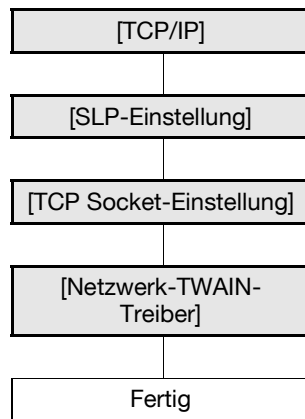 [TCP/IP]
[SLP-Einstellung]
[TCP Socket-Einstellung]
[Netzwerk-TWAIN-
Treiber]
Fertig